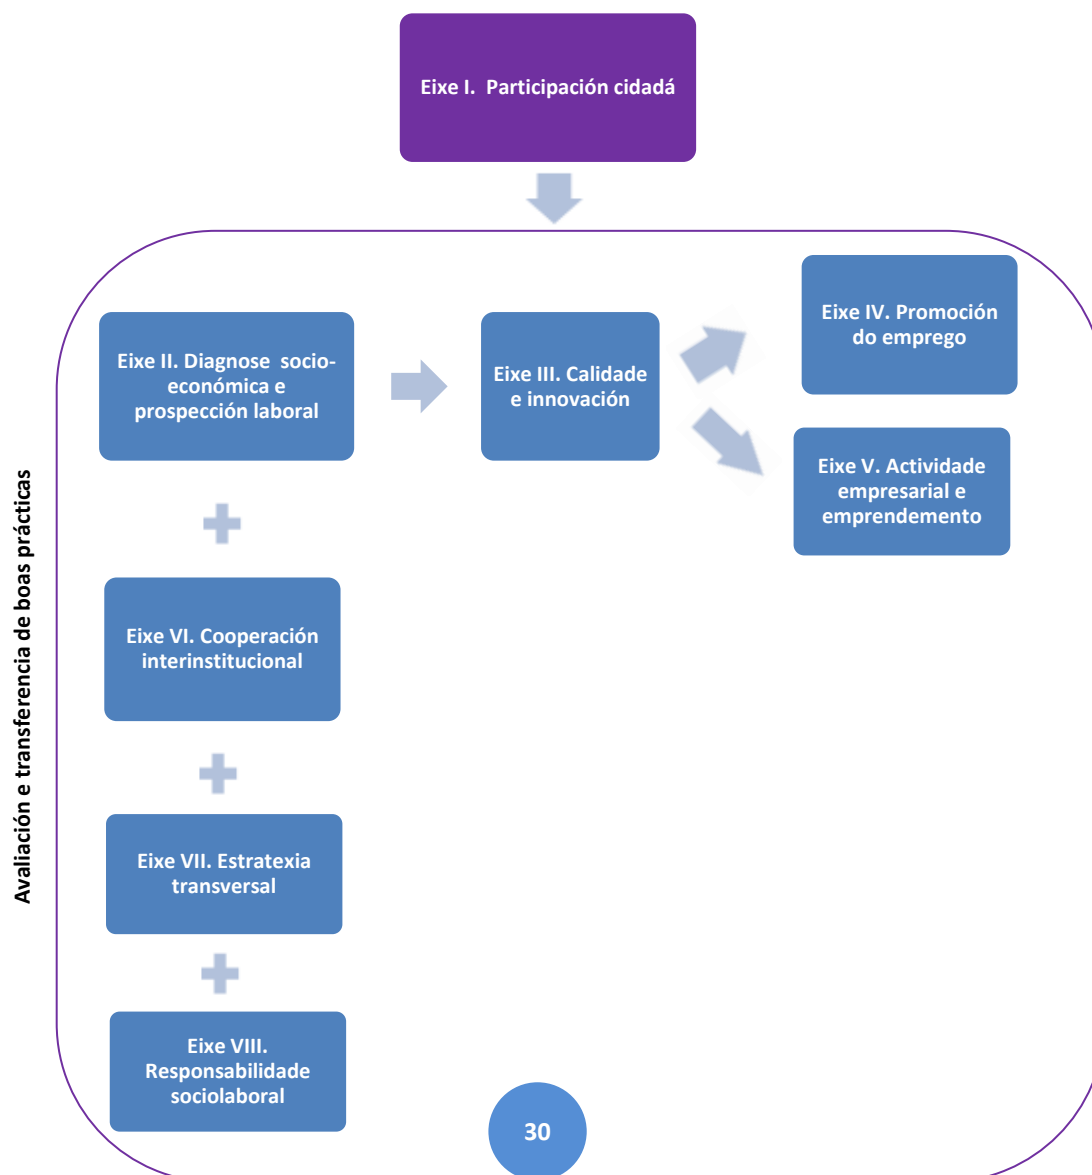 Eixe I. Participación cidadá
Eixe II. Diagnose socio-
económica e
prospección laboral
Eixe III. Calidade
e innovación
Eixe IV. Promoción
do emprego
Eixe V. Actividade
empresarial e
emprendemento
Eixe VI. Cooperación
interinstitucional
Eixe VII. Estratexia
transversal
Eixe VIII.
Responsabilidade
sociolaboral
Avaliación e transferencia de boas prácticas
30